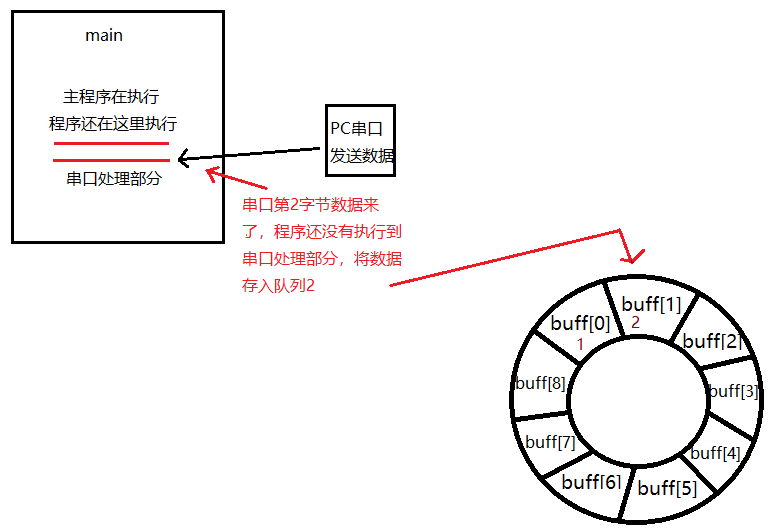 main
主程序在执行
程序还在这里执行
串口处理部分
PC串口
发送数据
串口第2字节数据来
了，程序还没有执行到
串口处理部分，将数据
存入队列2
buff[0]
1
buff[1]
2
buff[2]
buff[3]
buff[4]
buff[5]
buff[6]
buff[7]
buff[8]